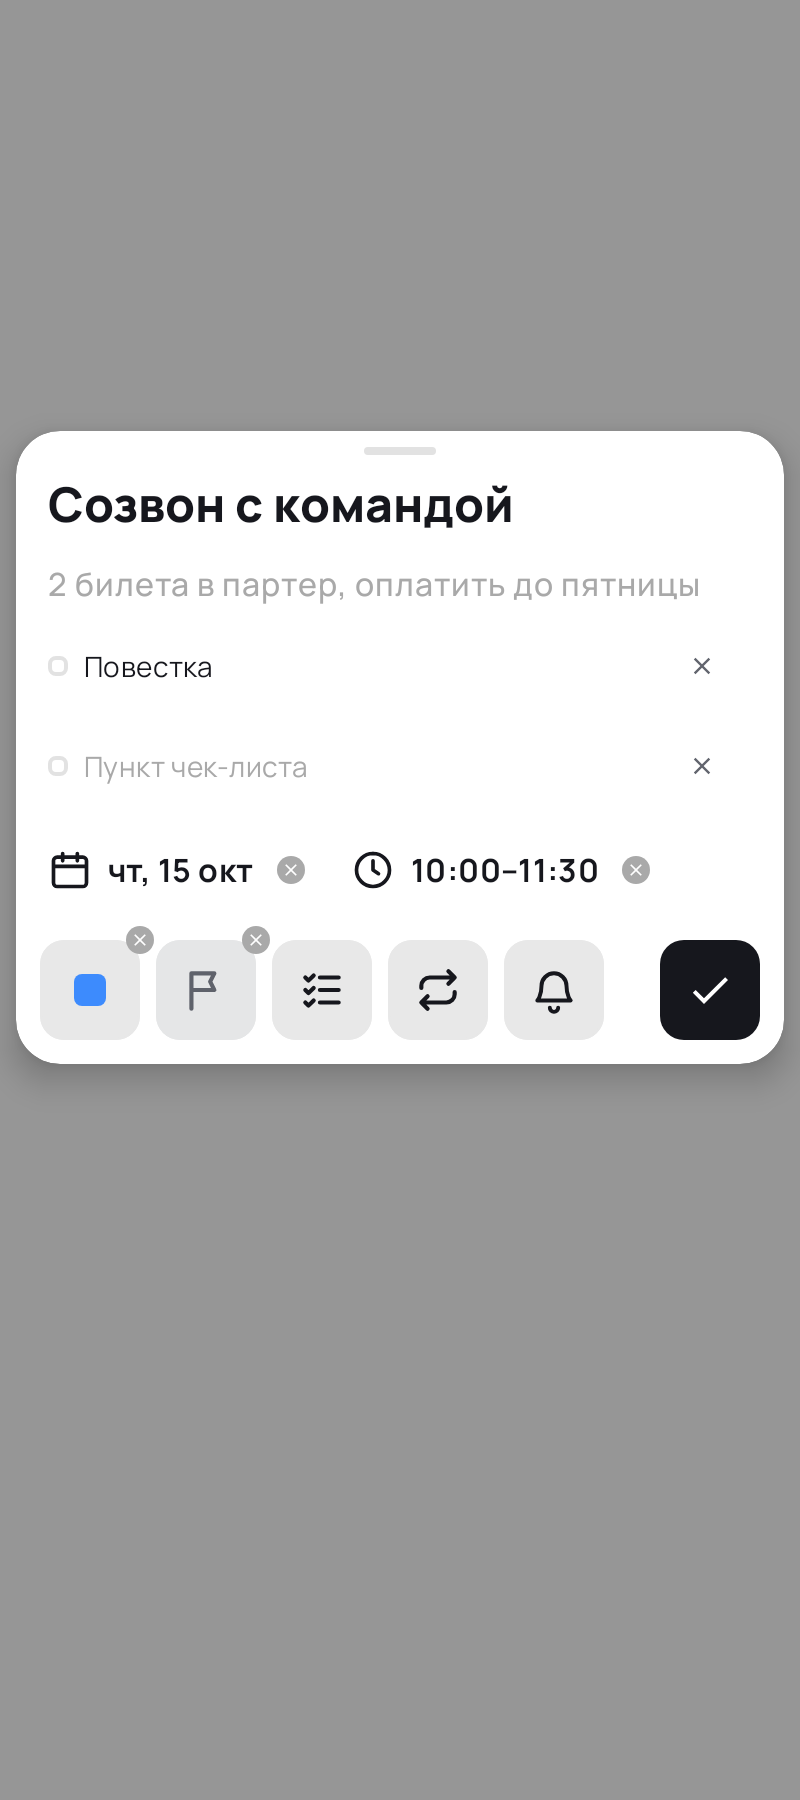 Созвон с командой
2 билета в партер, оплатить до пятницы
Повестка
Пункт чек-листа
чт, 15 окт 10:00–11:30